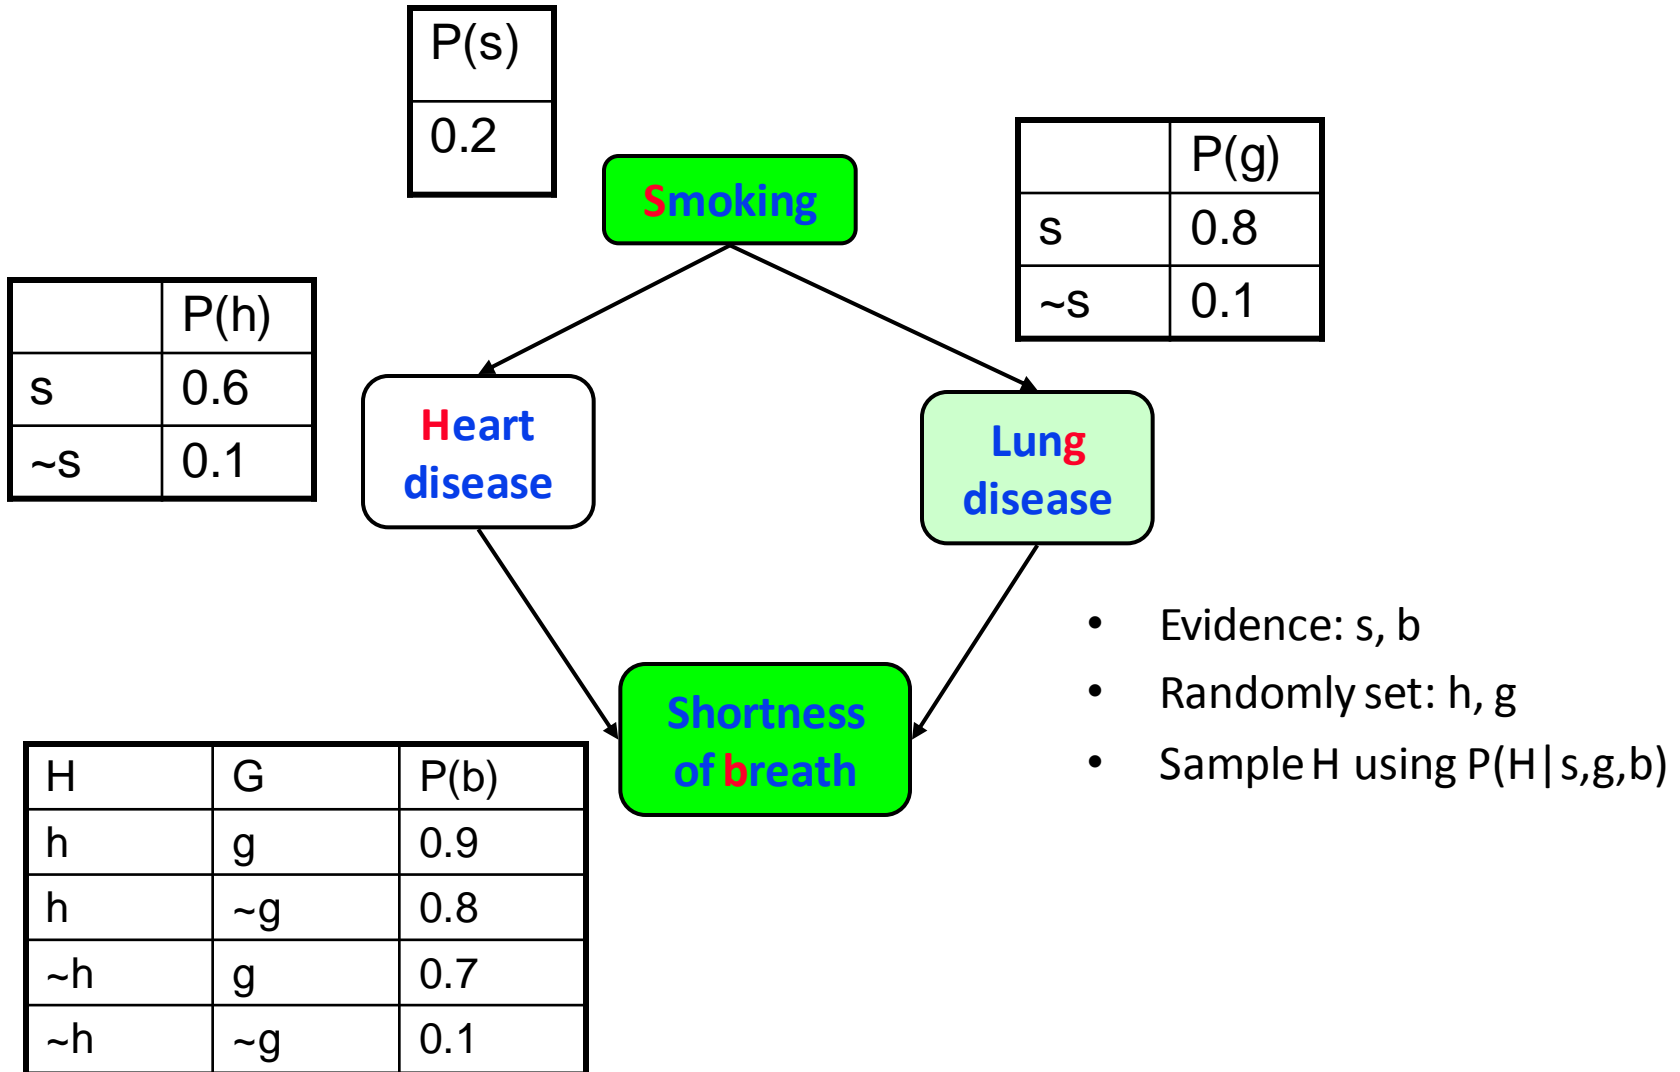 P(s)
0.2
Smoking
P(g)
s 0.8
~s 0.1
P(h)
s 0.6
~s 0.1
Heart
disease
Lung
disease
Shortness
of breath
• Evidence: s, b
• Randomly set: h, g
• Sample H using P(H|s,g,b)
H G P(b)
h g 0.9
h ~g 0.8
~h g 0.7
~h ~g 0.1